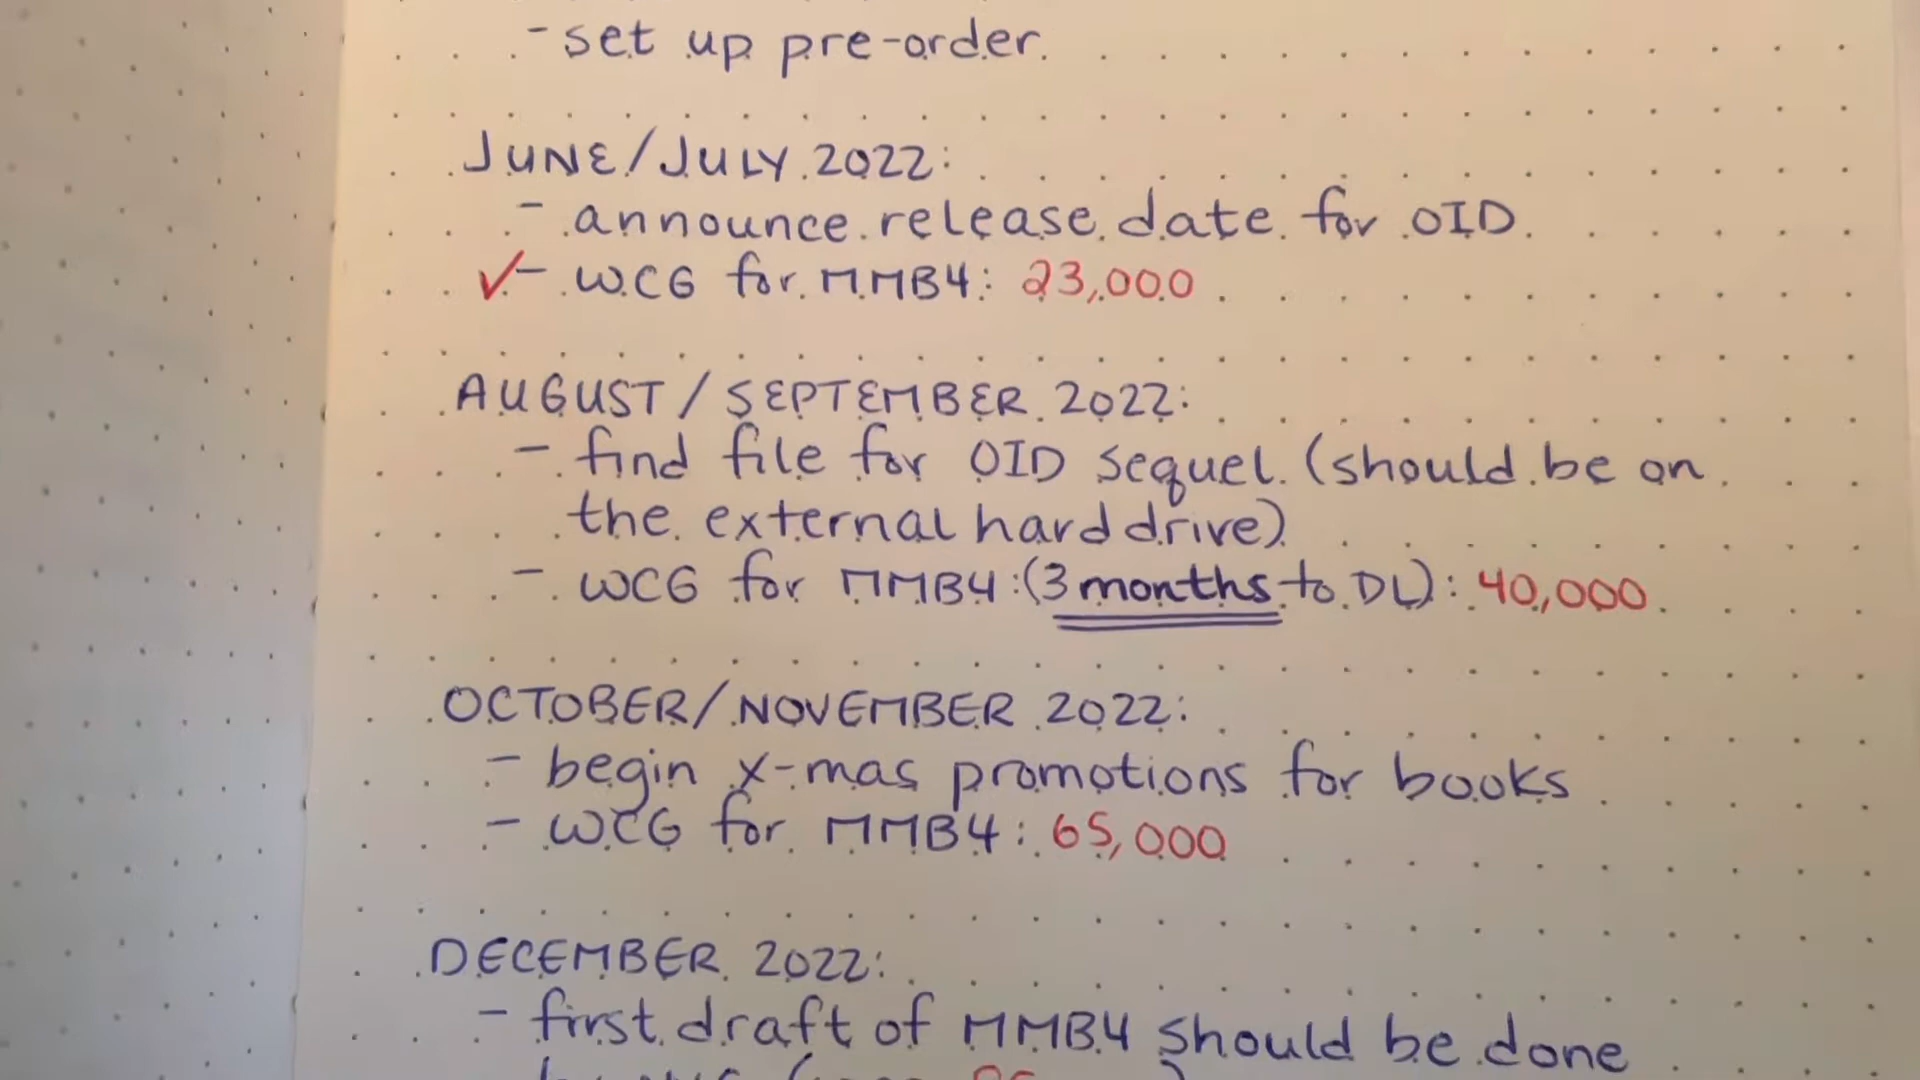 - set up pre-order.
JUNE/JULY 2022:
- announce release date for OID
✓- WCG for MMB4: 23,000
AUGUST/SEPTEMBER 2022:
- find file for OID sequel (should be on
the external hard drive)
- WCG for MMB4: (3 months to DL): 40,000
OCTOBER/NOVEMBER 2022:
- begin x-mas promotions for books
- WCG for MMB4: 65,000
DECEMBER 2022:
- first draft of MMB4 should be done